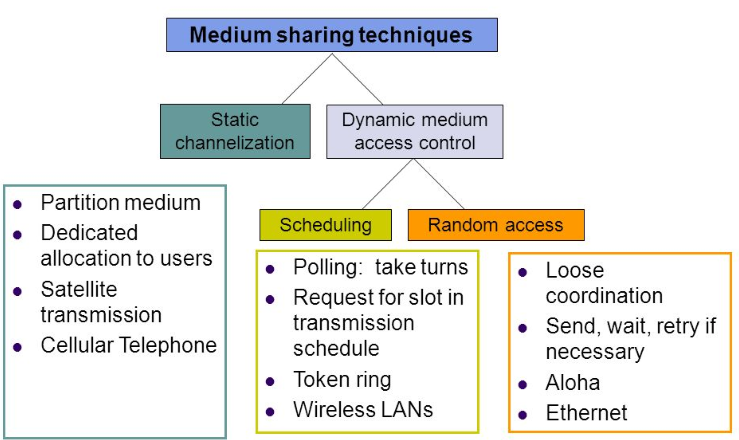 Medium sharing techniques
Static
channelization
Dynamic medium
access control
Scheduling
Random access
• Partition medium
• Dedicated
allocation to users
• Satellite
transmission
• Cellular Telephone
• Polling: take turns
• Request for slot in
transmission
schedule
• Token ring
• Wireless LANs
• Loose
coordination
• Send, wait, retry if
necessary
• Aloha
• Ethernet